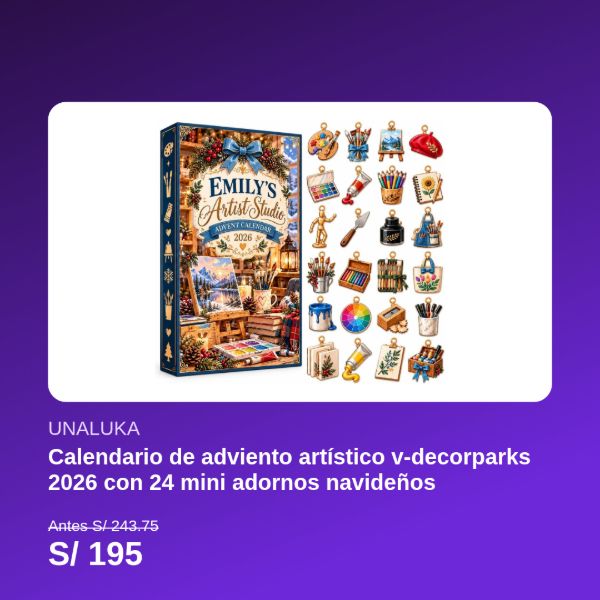 EMILY'S
Artist Studio
ADVENT CALENDAR
2026
UNALUKA
Calendario de adviento artístico v-decorparks
2026 con 24 mini adornos navideños
Antes S/ 243.75
S/ 195